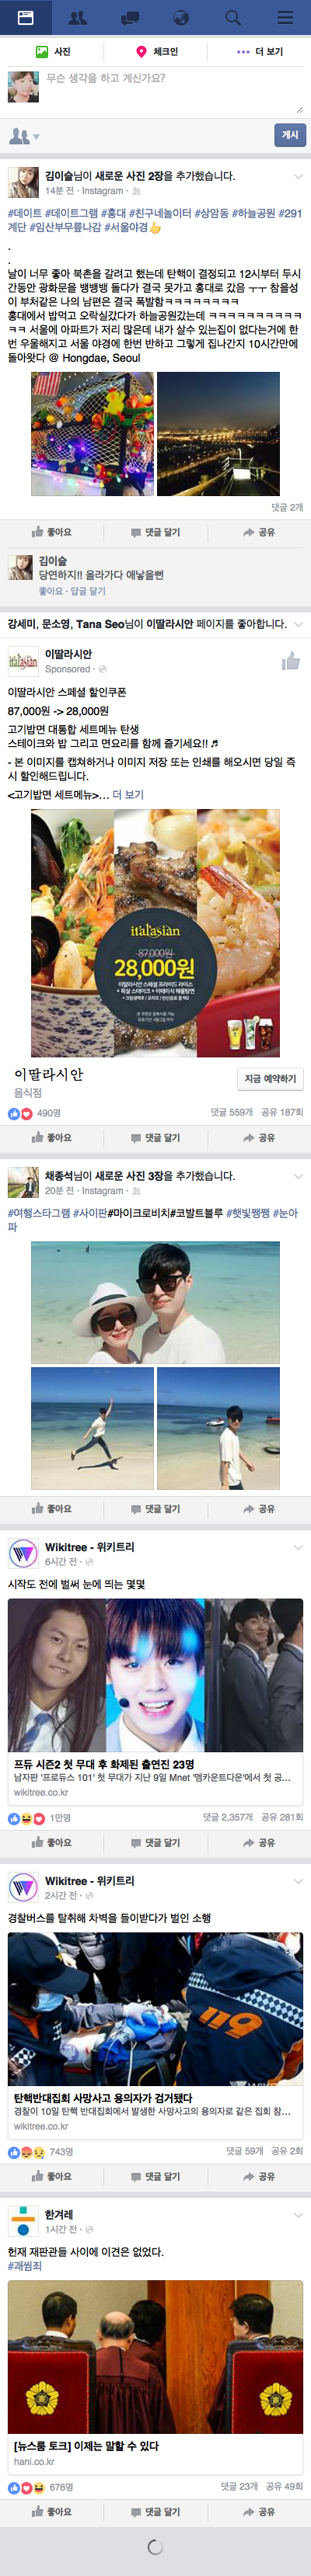 사진
체크인
더 보기
무슨 생각을 하고 계신가요?
게시
김이슬님이 새로운 사진 2장을 추가했습니다.
14분 전 · Instagram ·
#데이트 #데이트그램 #홍대 #친구네놀이터 #상암동 #하늘공원 #291
계단 #임산부무릎나감 #서울야경
.
.
날이 너무 좋아 북촌을 갈려고 했는데 탄핵이 결정되고 12시부터 두시
간동안 광화문을 뱅뱅뱅 돌다가 결국 못가고 홍대로 갔음 ㅜㅜ 참을성
이 부처같은 나의 남편은 결국 폭발함ㅋㅋㅋㅋㅋㅋㅋㅋ
홍대에서 밥먹고 오락실갔다가 하늘공원갔는데 ㅋㅋㅋㅋㅋㅋㅋㅋㅋㅋ
ㅋㅋ 서울에 아파트가 저리 많은데 내가 살수 있는집이 없다는거에 한
번 우울해지고 서울 야경에 한번 반하고 그렇게 집나간지 10시간만에
돌아왓다 @ Hongdae, Seoul
댓글 2개
좋아요
댓글 달기
공유
김이슬
당연하지!! 올라가다 애낳을뻔
좋아요 · 답글 달기
강세미, 문소영, Tana Seo님이 이딸라시안 페이지를 좋아합니다.
italasian
이딸라시안
Sponsored ·
이딸라시안 스페셜 할인쿠폰
87,000원 -> 28,000원
고기밥면 대통합 세트메뉴 탄생
스테이크와 밥 그리고 면요리를 함께 즐기세요!! ♬
- 본 이미지를 캡쳐하거나 이미지 저장 또는 인쇄를 해오시면 당일 즉
시 할인해드립니다.
<고기밥면 세트메뉴>... 더 보기
italasian
87,000원
28,000원
이딸라시안 스페셜 프라이드 라이스
+ 목살 스테이크 + 이태리식 해물탕면
이딸라시안
음식점
지금 예약하기
490명
댓글 559개 공유 187회
좋아요
댓글 달기
공유
채종석님이 새로운 사진 3장을 추가했습니다.
20분 전 · Instagram ·
#여행스타그램 #사이판#마이크로비치#코발트블루 #햇빛쨍쨍 #눈아
파
좋아요
댓글 달기
공유
Wikitree - 위키트리
6시간 전 ·
시작도 전에 벌써 눈에 띄는 몇몇
프듀 시즌2 첫 무대 후 화제된 출연진 23명
남자판 '프로듀스 101' 첫 무대가 지난 9일 Mnet '엠카운트다운'에서 첫 공...
wikitree.co.kr
1만명
댓글 2,357개 공유 281회
좋아요
댓글 달기
공유
Wikitree - 위키트리
2시간 전 ·
경찰버스를 탈취해 차벽을 들이받다가 벌인 소행
119
탄핵반대집회 사망사고 용의자가 검거됐다
경찰이 10일 탄핵 반대집회에서 발생한 사망사고의 용의자로 같은 집회 참...
wikitree.co.kr
743명
댓글 59개 공유 2회
좋아요
댓글 달기
공유
한겨레
1시간 전 ·
헌재 재판관들 사이에 이견은 없었다.
#괘씸죄
[뉴스룸 토크] 이제는 말할 수 있다
hani.co.kr
676명
댓글 23개 공유 49회
좋아요
댓글 달기
공유